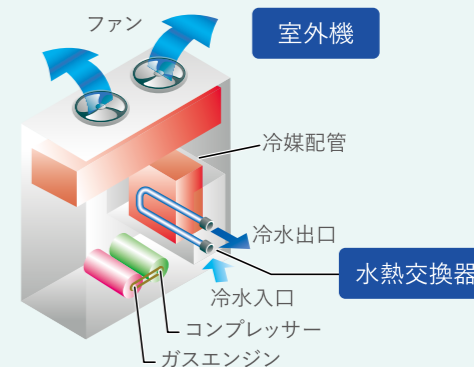 ファン
室外機
冷媒配管
冷水出口
水熱交換器
冷水入口
コンプレッサー
ガスエンジン